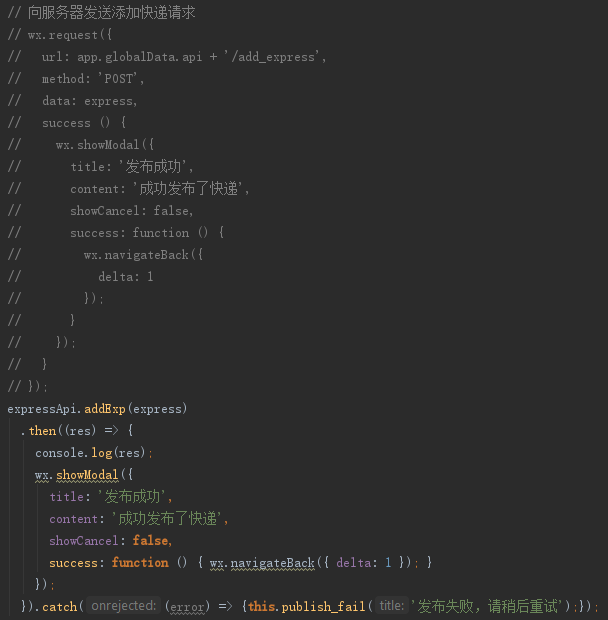 // 向服务器发送添加快递请求
// wx.request({
//   url: app.globalData.api + '/add_express',
//   method: 'POST',
//   data: express,
//   success () {
//     wx.showModal({
//       title: '发布成功',
//       content: '成功发布了快递',
//       showCancel: false,
//       success: function () {
//         wx.navigateBack({
//           delta: 1
//         });
//       }
//     });
//   }
// });
expressApi.addExp(express)
  .then((res) => {
    console.log(res);
    wx.showModal({
      title: '发布成功',
      content: '成功发布了快递',
      showCancel: false,
      success: function () { wx.navigateBack({ delta: 1 }); }
    });
  }).catch( onrejected: (error) => {this.publish_fail( title: '发布失败，请稍后重试');});